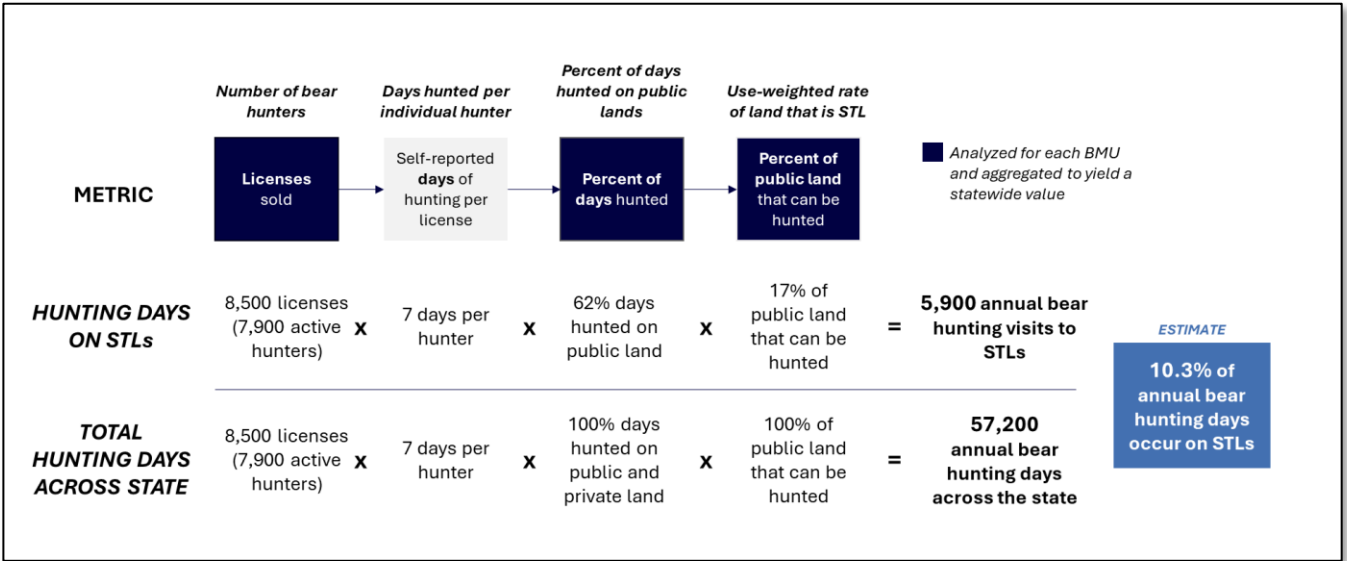 Number of bear
hunters
Days hunted per
individual hunter
Percent of days
hunted on public
lands
Use-weighted rate
of land that is STL
METRIC
Licenses
sold
Self-reported
days of
hunting per
license
Percent of
days hunted
Percent of
public land
that can be
hunted
Analyzed for each BMU
and aggregated to yield a
statewide value
HUNTING DAYS
ON STLs
8,500 licenses
(7,900 active
hunters)
x
7 days per
hunter
x
62% days
hunted on
public land
x
17% of
public land
that can be
hunted
=
5,900 annual bear
hunting visits to
STLs
ESTIMATE
10.3% of
annual bear
hunting days
occur on STLs
TOTAL
HUNTING DAYS
ACROSS STATE
8,500 licenses
(7,900 active
hunters)
x
7 days per
hunter
x
100% days
hunted on
public and
private land
x
100% of
public land
that can be
hunted
=
57,200
annual bear
hunting days
across the state